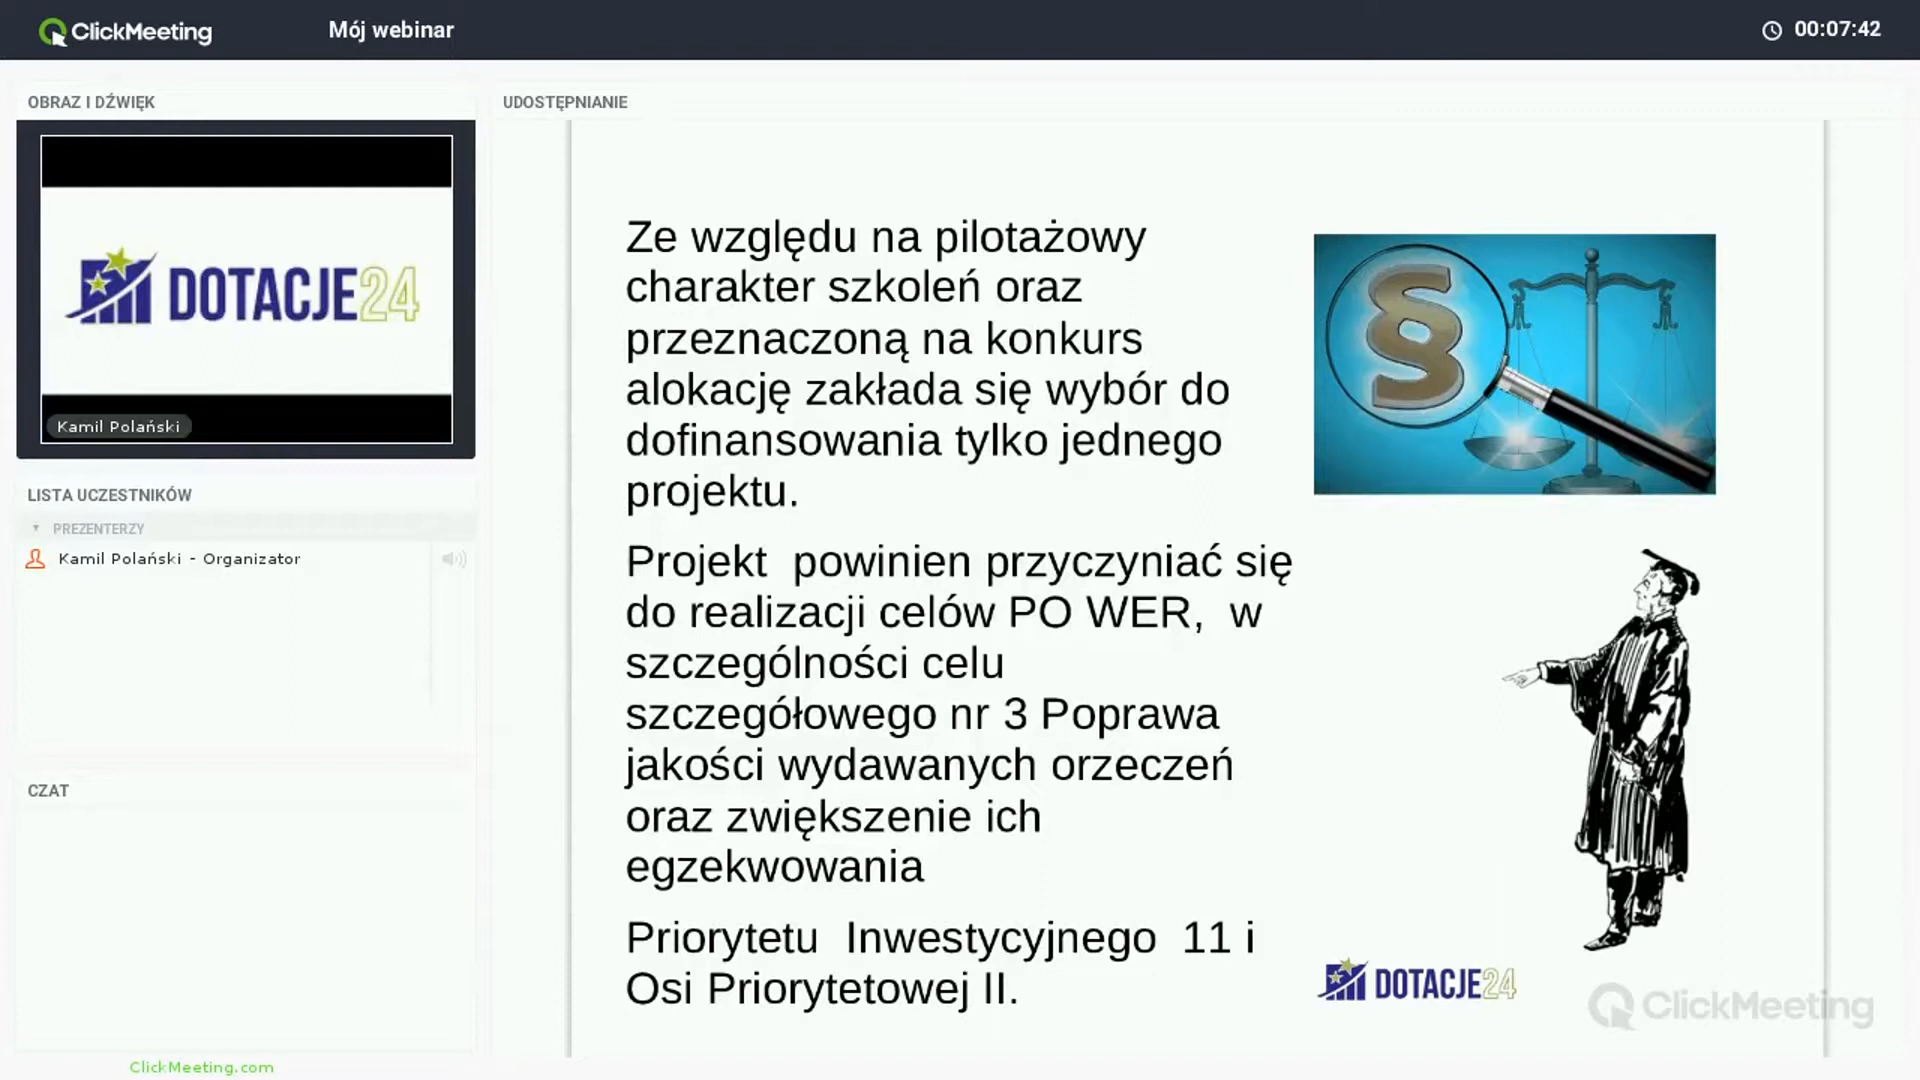 ClickMeeting
Mój webinar
00:07:42
OBRAZ I DŹWIĘK
DOTACJE24
Kamil Polański
LISTA UCZESTNIKÓW
PREZENTERZY
Kamil Polański - Organizator
CZAT
ClickMeeting.com
UDOSTĘPNIANIE
Ze względu na pilotażowy
charakter szkoleń oraz
przeznaczoną na konkurs
alokację zakłada się wybór do
dofinansowania tylko jednego
projektu.
Projekt powinien przyczyniać się
do realizacji celów PO WER, w
szczególności celu
szczegółowego nr 3 Poprawa
jakości wydawanych orzeczeń
oraz zwiększenie ich
egzekwowania
Priorytetu Inwestycyjnego 11 i
Osi Priorytetowej II.
§
DOTACJE24
ClickMeeting